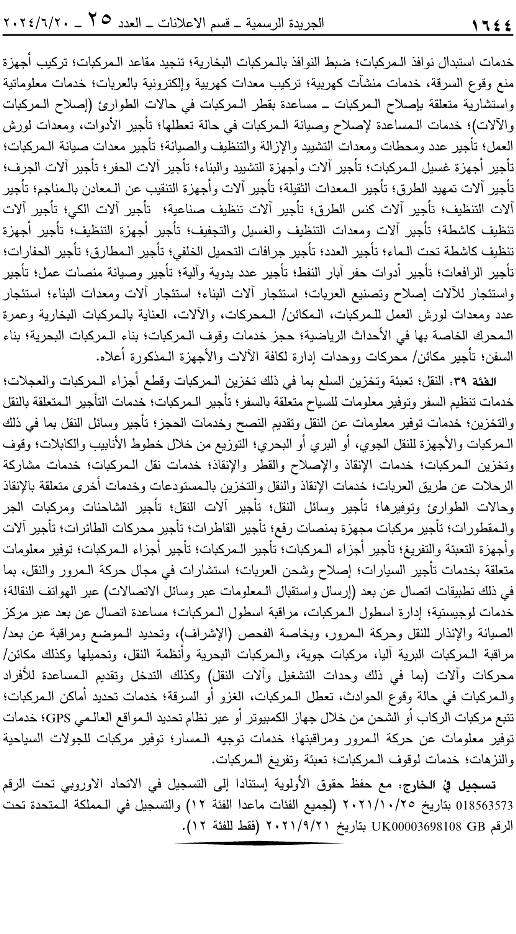 ١٦٤٤
الجريدة الرسمية ــ قسم الاعلانات ــ العدد ٢٥ ــ ٢٠٢٤/٦/٢٠
خدمات استبدال نوافذ المركبات؛ ضبط النوافذ بالمركبات البخارية؛ تنجيد مقاعد المركبات؛ تركيب أجهزة
منع وقوع السرقة، خدمات منشآت كهربية؛ تركيب معدات كهربية وإلكترونية بالعربات؛ خدمات معلوماتية
واستشارية متعلقة بإصلاح المركبات ــ مساعدة بقطر المركبات في حالات الطوارئ (إصلاح المركبات
والآلات)؛ خدمات المساعدة لإصلاح وصيانة المركبات في حالة تعطلها؛ تأجير الأدوات، ومعدات لورش
العمل؛ تأجير عدد ومحطات ومعدات التشييد والإزالة والتنظيف والصيانة؛ تأجير معدات صيانة المركبات؛
تأجير أجهزة غسيل المركبات؛ تأجير آلات وأجهزة التشييد والبناء؛ تأجير آلات الحفر؛ تأجير آلات الجرف؛
تأجير آلات تمهيد الطرق؛ تأجير المعدات الثقيلة؛ تأجير آلات وأجهزة التنقيب عن المعادن بالمناجم؛ تأجير
آلات التنظيف؛ تأجير آلات كنس الطرق؛ تأجير آلات تنظيف صناعية؛ تأجير آلات الكي؛ تأجير آلات
تنظيف كاشطة؛ تأجير آلات ومعدات التنظيف والغسيل والتجفيف؛ تأجير أجهزة التنظيف؛ تأجير أجهزة
تنظيف كاشطة تحت الماء؛ تأجير العدد؛ تأجير جرافات التحميل الخلفي؛ تأجير المطارق؛ تأجير الحفارات؛
تأجير الرافعات؛ تأجير أدوات حفر آبار النفط؛ تأجير عدد يدوية وآلية؛ تأجير وصيانة منصات عمل؛ تأجير
واستئجار للآلات إصلاح وتصنيع العربات؛ استئجار آلات البناء؛ استئجار آلات ومعدات البناء؛ استئجار
عدد ومعدات لورش العمل للمركبات، المكائن/ المحركات، والآلات، العناية بالمركبات البخارية وعمرة
المحرك الخاصة بها في الأحداث الرياضية؛ حجز خدمات وقوف المركبات؛ بناء المركبات البحرية؛ بناء
السفن؛ تأجير مكائن/ محركات ووحدات إدارة لكافة الآلات والأجهزة المذكورة أعلاه.
الفئة ٣٩: النقل؛ تعبئة وتخزين السلع بما في ذلك تخزين المركبات وقطع أجزاء المركبات والعجلات؛
خدمات تنظيم السفر وتوفير معلومات للسياح متعلقة بالسفر؛ تأجير المركبات؛ خدمات التأجير المتعلقة بالنقل
والتخزين؛ خدمات توفير معلومات عن النقل وتقديم النصح وخدمات الحجز؛ تأجير وسائل النقل بما في ذلك
المركبات والأجهزة للنقل الجوي، أو البري أو البحري؛ التوزيع من خلال خطوط الأنابيب والكابلات؛ وقوف
وتخزين المركبات؛ خدمات الإنقاذ والإصلاح والقطر والإنقاذ؛ خدمات نقل المركبات؛ خدمات مشاركة
الرحلات عن طريق العربات؛ خدمات الإنقاذ والنقل والتخزين بالمستودعات وخدمات أخرى متعلقة بالإنقاذ
وحالات الطوارئ وتوفيرها؛ تأجير وسائل النقل؛ تأجير آلات النقل؛ تأجير الشاحنات ومركبات الجر
والمقطورات؛ تأجير مركبات مجهزة بمنصات رفع؛ تأجير القاطرات؛ تأجير محركات الطائرات؛ تأجير آلات
وأجهزة التعبئة والتفريغ؛ تأجير أجزاء المركبات؛ تأجير المركبات؛ تأجير أجزاء المركبات؛ توفير معلومات
متعلقة بخدمات تأجير السيارات؛ إصلاح وشحن العربات؛ استشارات في مجال حركة المرور والنقل، بما
في ذلك تطبيقات اتصال عن بعد (إرسال واستقبال المعلومات عبر وسائل الاتصالات) عبر الهواتف النقالة؛
خدمات لوجيستية؛ إدارة اسطول المركبات، مراقبة اسطول المركبات؛ مساعدة اتصال عن بعد عبر مركز
الصيانة والإنذار للنقل وحركة المرور، وبخاصة الفحص (الإشراف)، وتحديد الموضع ومراقبة عن بعد/
مراقبة المركبات البرية آليا، مركبات جوية، والمركبات البحرية وأنظمة النقل، وتحميلها وكذلك مكائن/
محركات وآلات (بما في ذلك وحدات التشغيل وآلات النقل) وكذلك التدخل وتقديم المساعدة للأفراد
والمركبات في حالة وقوع الحوادث، تعطل المركبات، الغزو أو السرقة؛ خدمات تحديد أماكن المركبات؛
تتبع مركبات الركاب أو الشحن من خلال جهاز الكمبيوتر أو عبر نظام تحديد المواقع العالمي GPS؛ خدمات
توفير معلومات عن حركة المرور ومراقبتها؛ خدمات توجيه المسار؛ توفير مركبات للجولات السياحية
والنزهات؛ خدمات لوقوف المركبات؛ تعبئة وتفريغ المركبات.
تسجيل في الخارج: مع حفظ حقوق الأولوية إستنادا إلى التسجيل في الاتحاد الاوروبي تحت الرقم
018563573 بتاريخ ٢٠٢١/١٠/٢٥ (لجميع الفئات ماعدا الفئة ١٢) والتسجيل في المملكة المتحدة تحت
الرقم UK00003698108 GB بتاريخ ٢٠٢١/٩/٢١ (فقط للفئة ١٢).